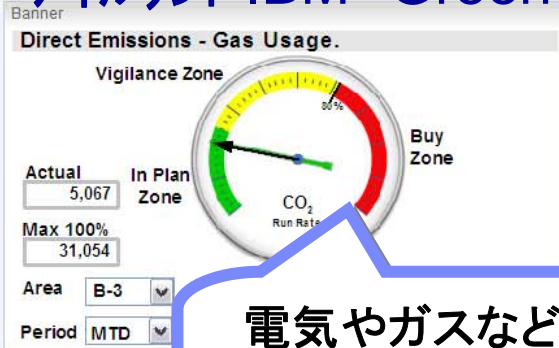 Banner
Direct Emissions - Gas Usage.
Vigilance Zone
80%
Buy
Zone
Actual
5,067
In Plan
Zone
CO₂
Run Rate
Max 100%
31,054
Area B-3
Period MTD
電気やガスなど